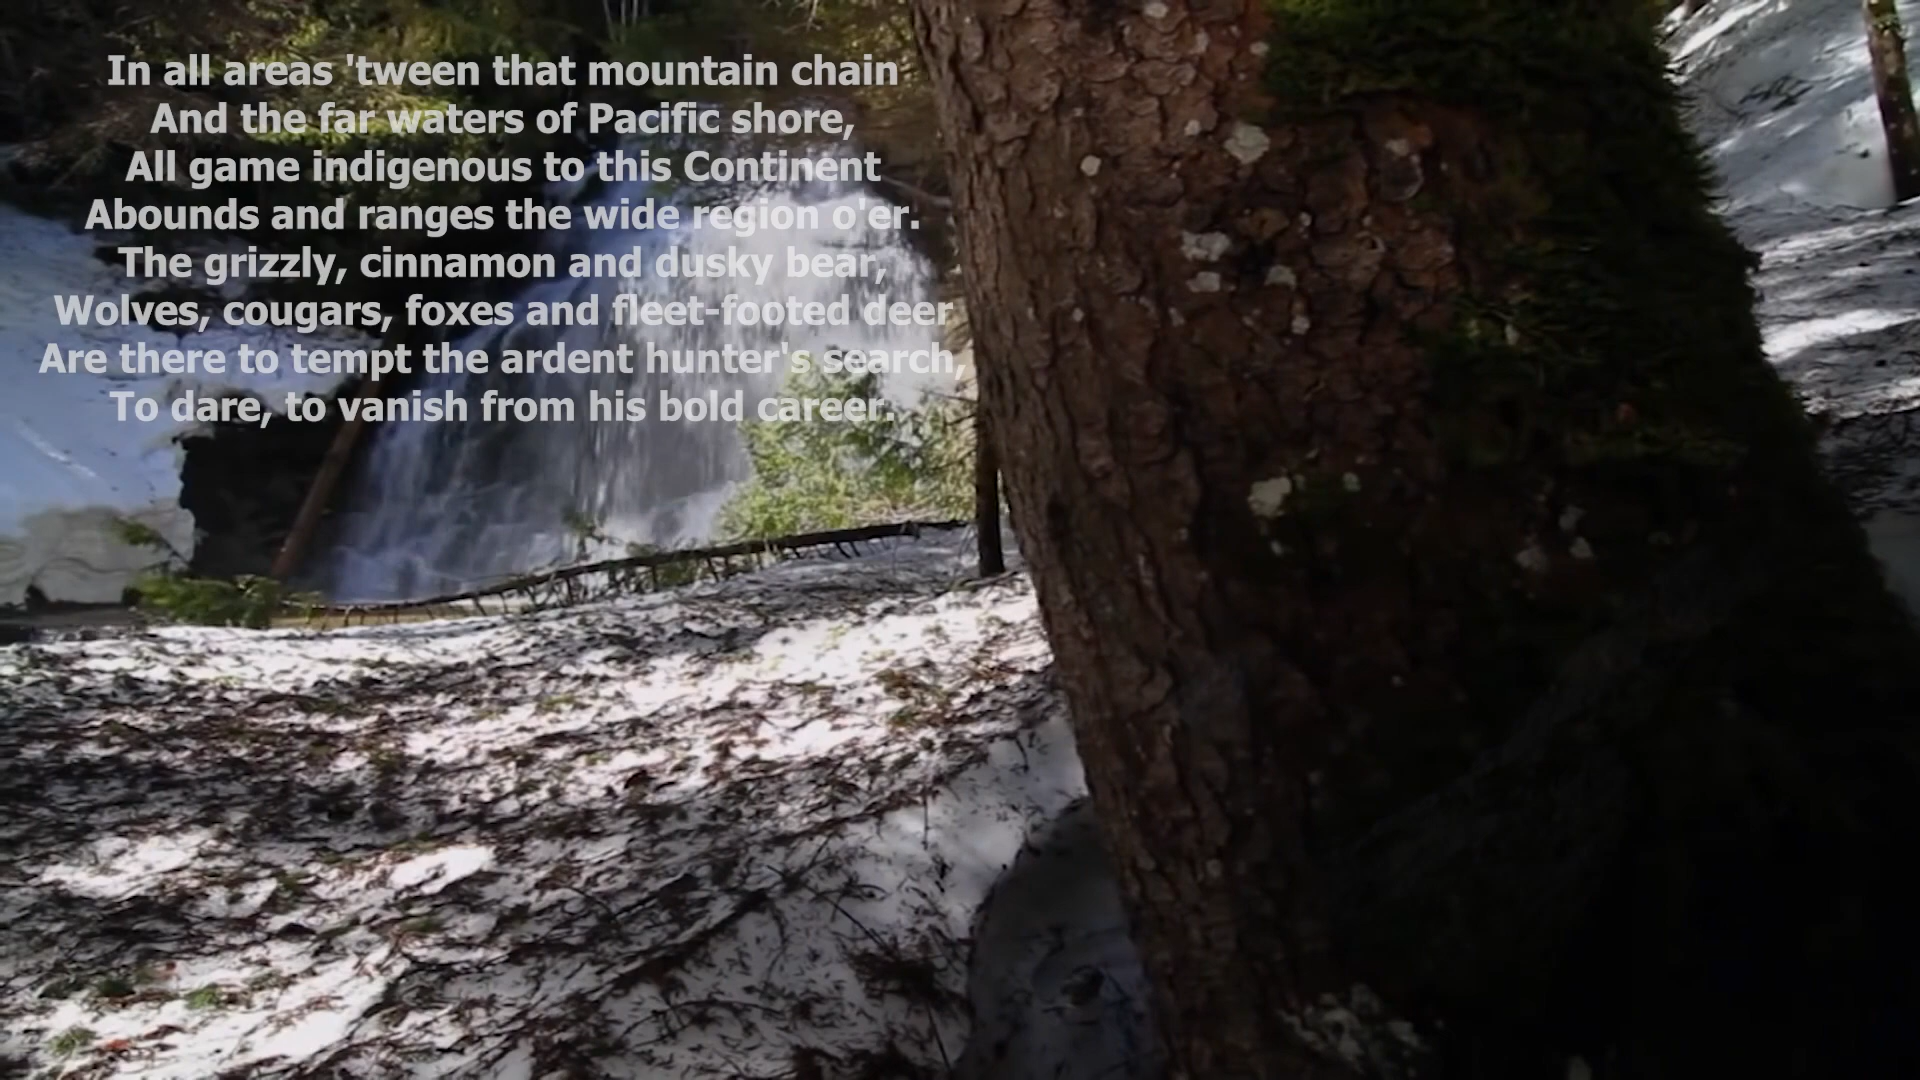 In all areas 'tween that mountain chain
And the far waters of Pacific shore,
All game indigenous to this Continent
Abounds and ranges the wide region o'er.
The grizzly, cinnamon and dusky bear,
Wolves, cougars, foxes and fleet-footed deer
Are there to tempt the ardent hunter's search,
To dare, to vanish from his bold career.